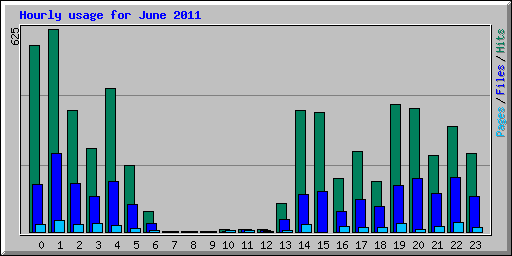 Hourly usage for June 2011
625
Pages/Files/Hits
0 1 2 3 4 5 6 7 8 9 10 11 12 13 14 15 16 17 18 19 20 21 22 23